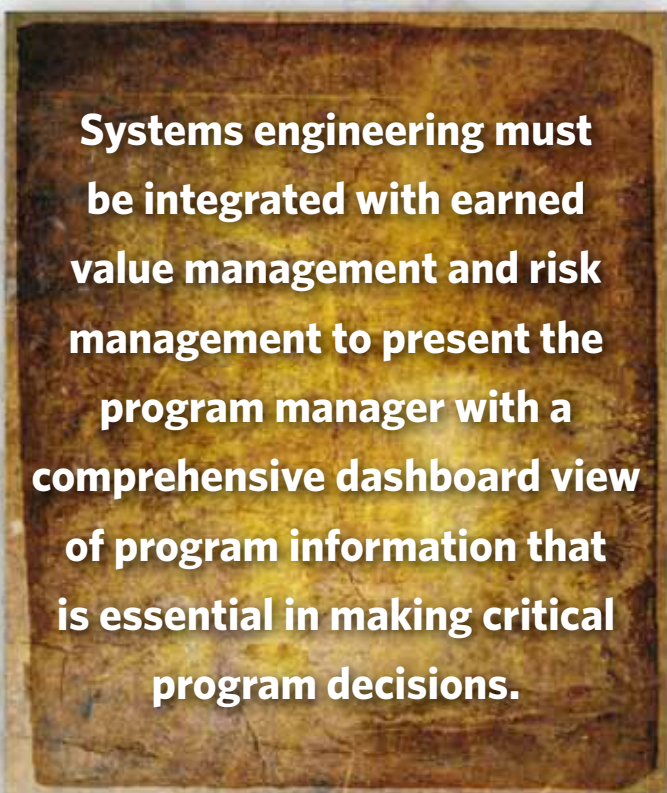 Systems engineering must
be integrated with earned
value management and risk
management to present the
program manager with a
comprehensive dashboard view
of program information that
is essential in making critical
program decisions.